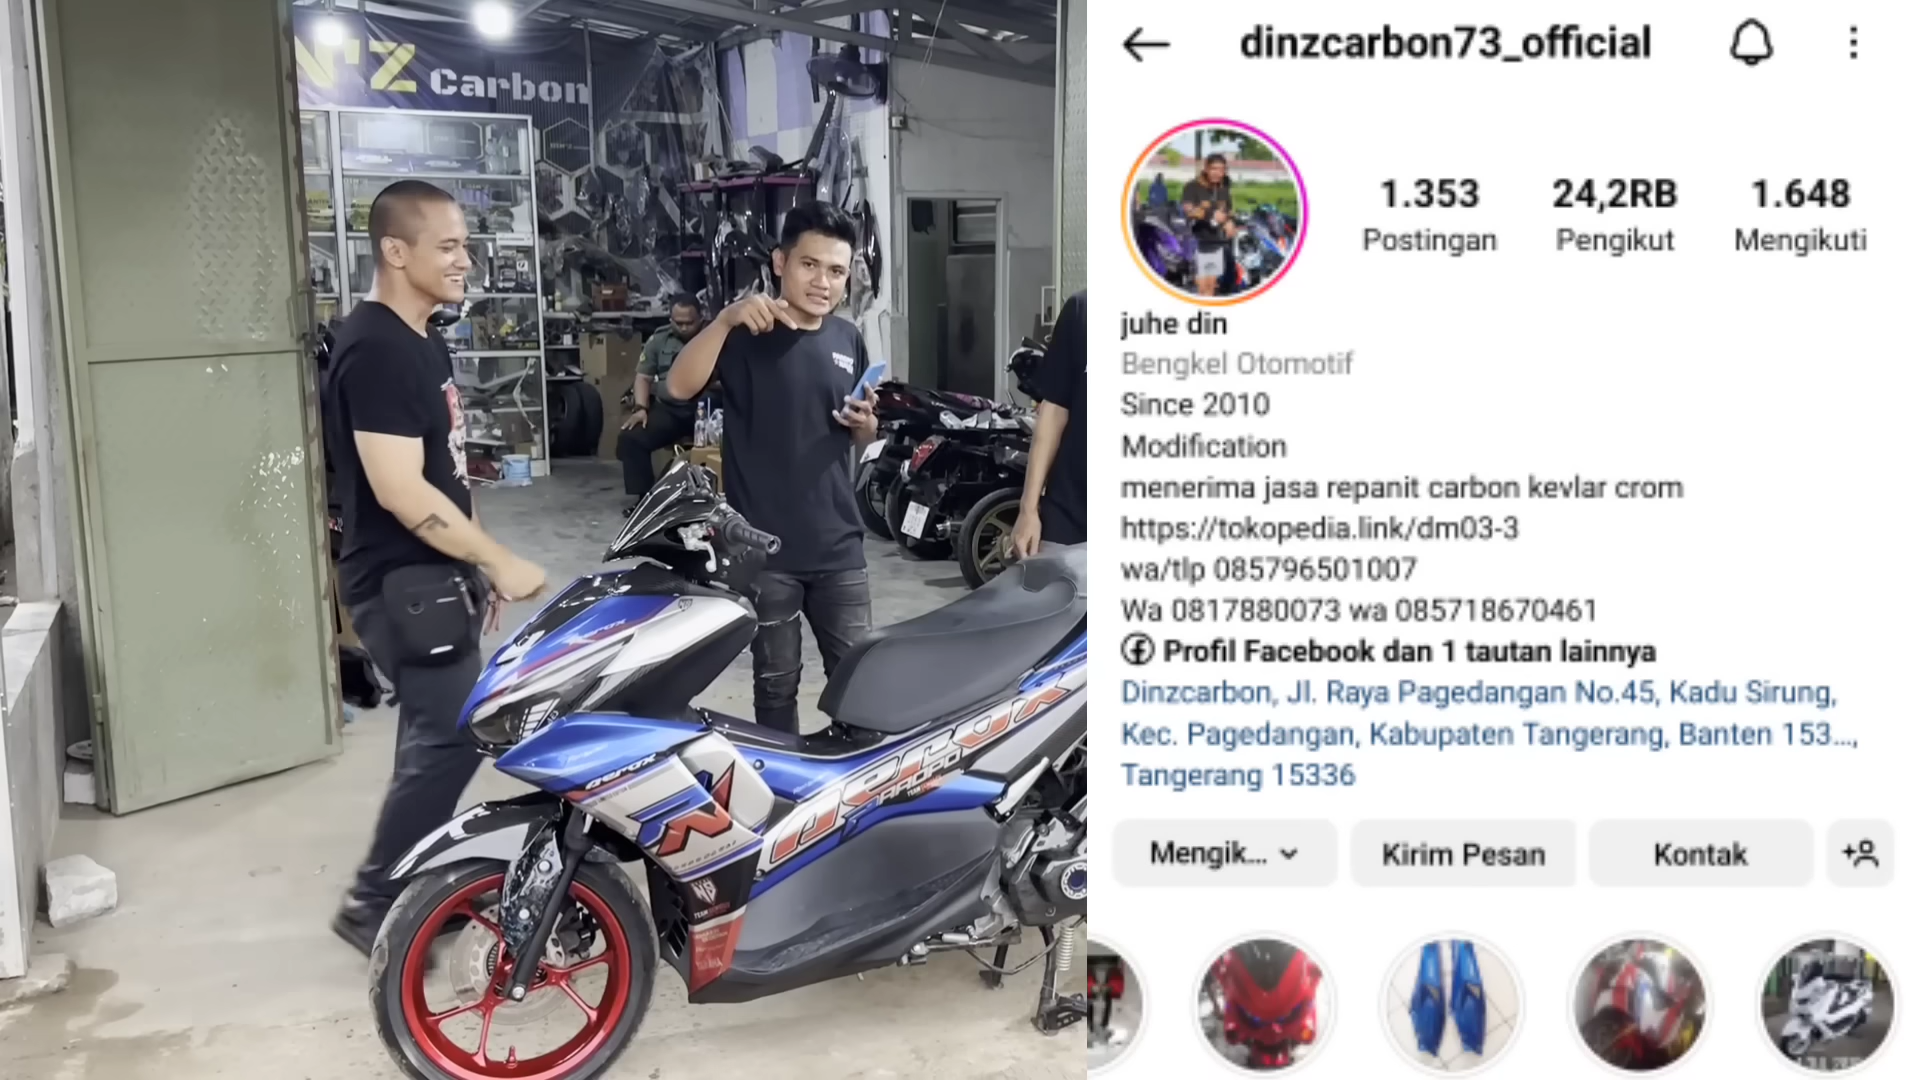 N'Z Carbon
aerox
aerox
aerox
dinzcarbon73_official
1.353
24,2RB
1.648
Postingan
Pengikut
Mengikuti
juhe din
Bengkel Otomotif
Since 2010
Modification
menerima jasa repanit carbon kevlar crom
https://tokopedia.link/dm03-3
wa/tlp 085796501007
Wa 0817880073 wa 085718670461
Profil Facebook dan 1 tautan lainnya
Dinzcarbon, Jl. Raya Pagedangan No.45, Kadu Sirung,
Kec. Pagedangan, Kabupaten Tangerang, Banten 153...,
Tangerang 15336
Mengik...
Kirim Pesan
Kontak